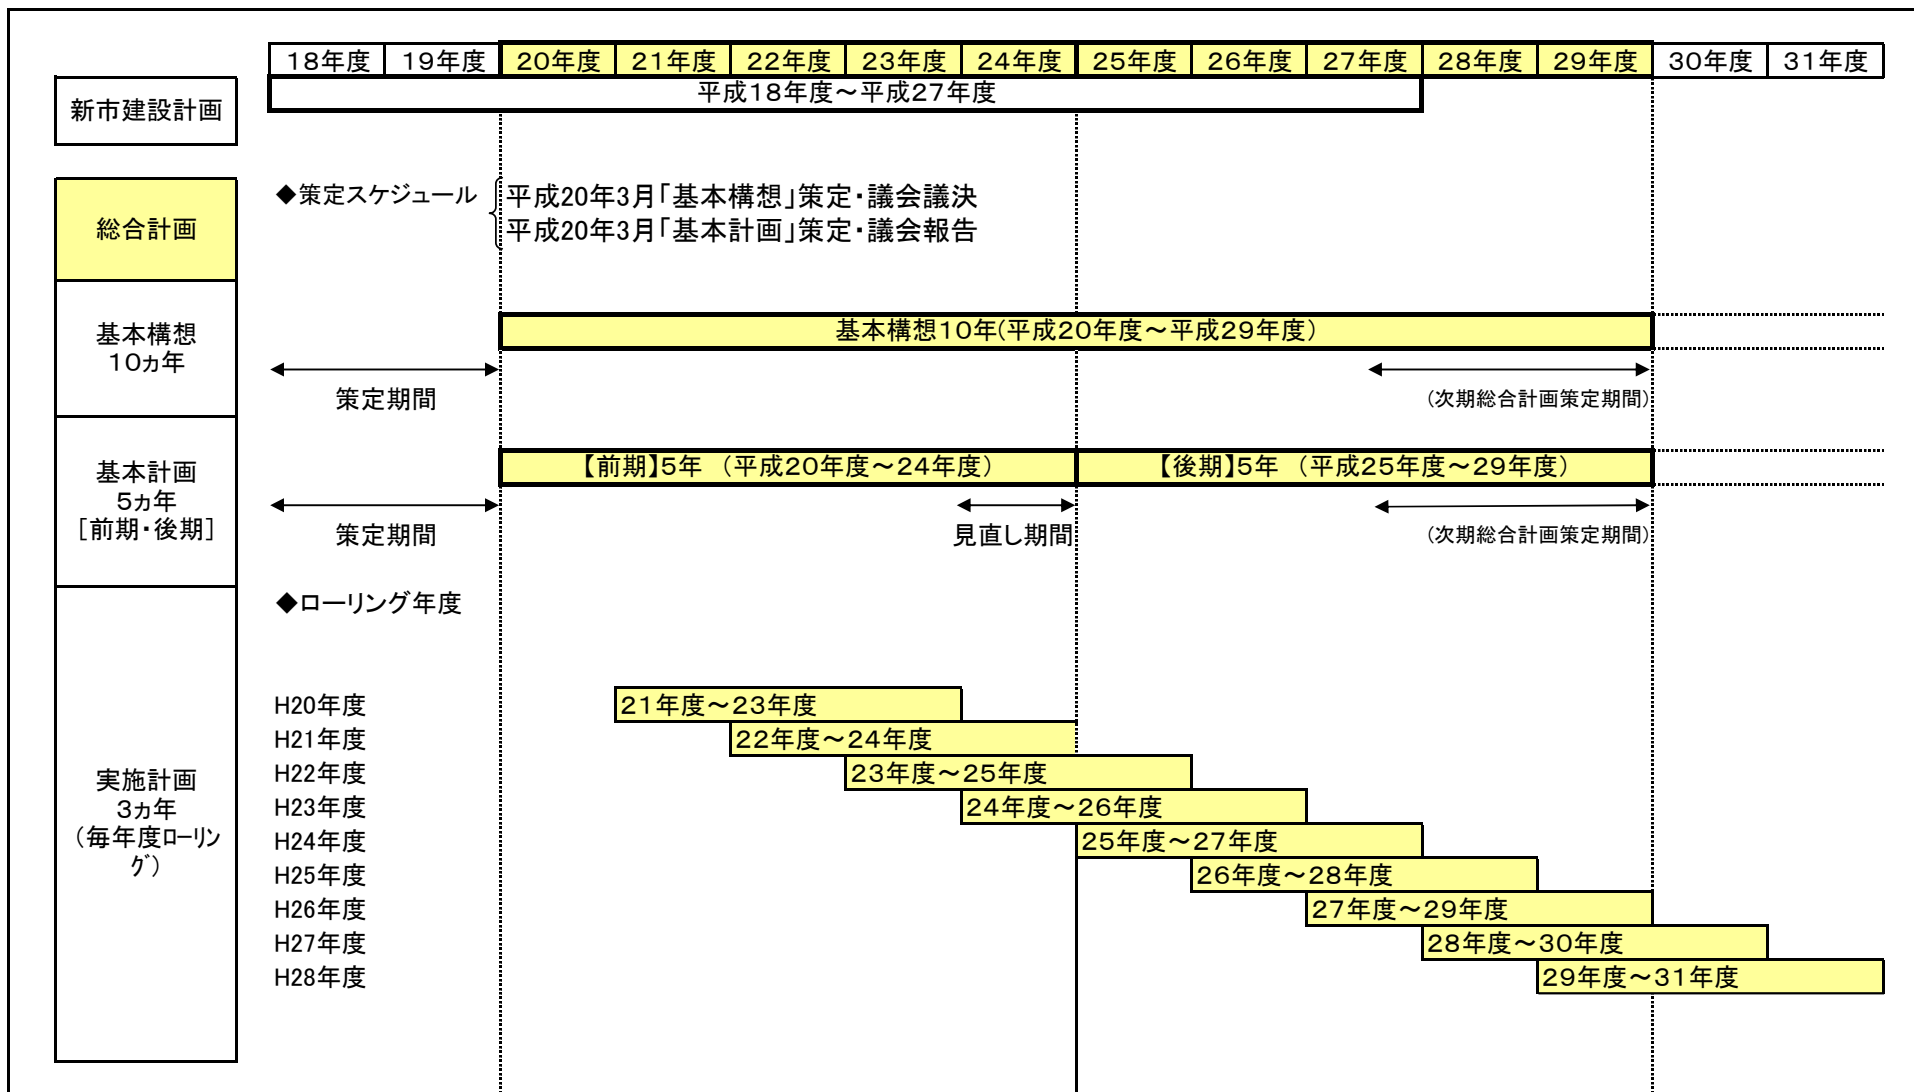 18年度 19年度 20年度 21年度 22年度 23年度 24年度 25年度 26年度 27年度 28年度 29年度 30年度 31年度
新市建設計画
平成18年度～平成27年度
総合計画
◆策定スケジュール
平成20年3月「基本構想」策定・議会議決
平成20年3月「基本計画」策定・議会報告
基本構想
10ヵ年
基本構想10年(平成20年度～平成29年度)
策定期間
(次期総合計画策定期間)
基本計画
5ヵ年
[前期・後期]
【前期】5年 (平成20年度～24年度)
【後期】5年 (平成25年度～29年度)
策定期間
見直し期間
(次期総合計画策定期間)
実施計画
3ヵ年
(毎年度ﾛｰﾘﾝ
ｸﾞ)
◆ローリング年度
H20年度 21年度～23年度
H21年度 22年度～24年度
H22年度 23年度～25年度
H23年度 24年度～26年度
H24年度 25年度～27年度
H25年度 26年度～28年度
H26年度 27年度～29年度
H27年度 28年度～30年度
H28年度 29年度～31年度